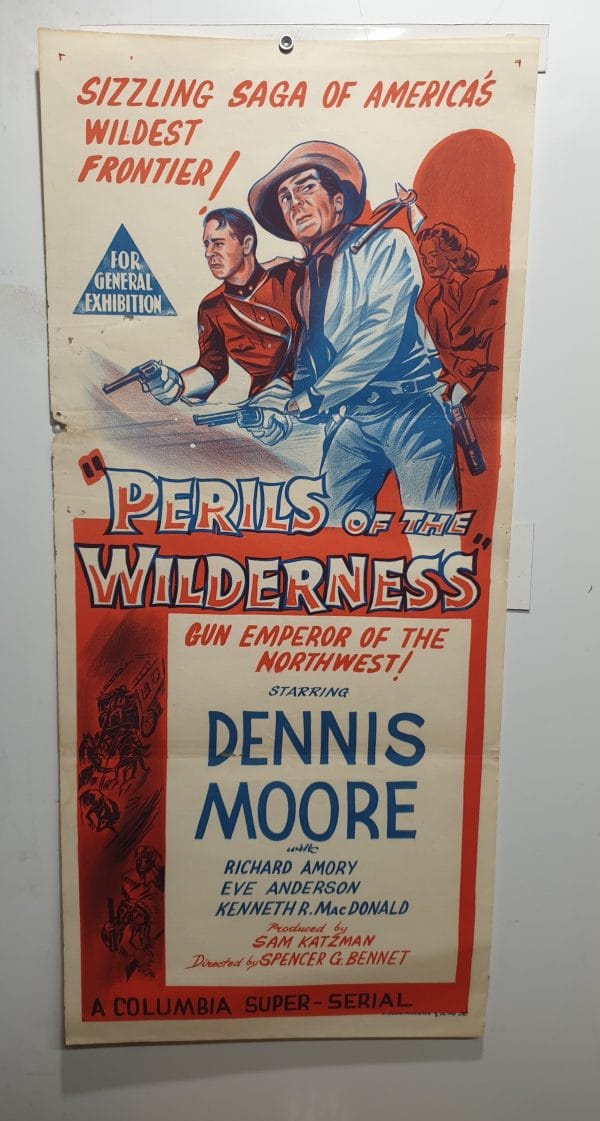 SIZZLING SAGA OF AMERICA'S
WILDEST
FRONTIER!
FOR
GENERAL
EXHIBITION
"PERILS OF THE
WILDERNESS"
GUN EMPEROR OF THE
NORTHWEST!
STARRING
DENNIS
MOORE
with
RICHARD AMORY
EVE ANDERSON
KENNETH R. MacDONALD
Produced by
SAM KATZMAN
Directed by SPENCER G. BENNET
A COLUMBIA SUPER-SERIAL